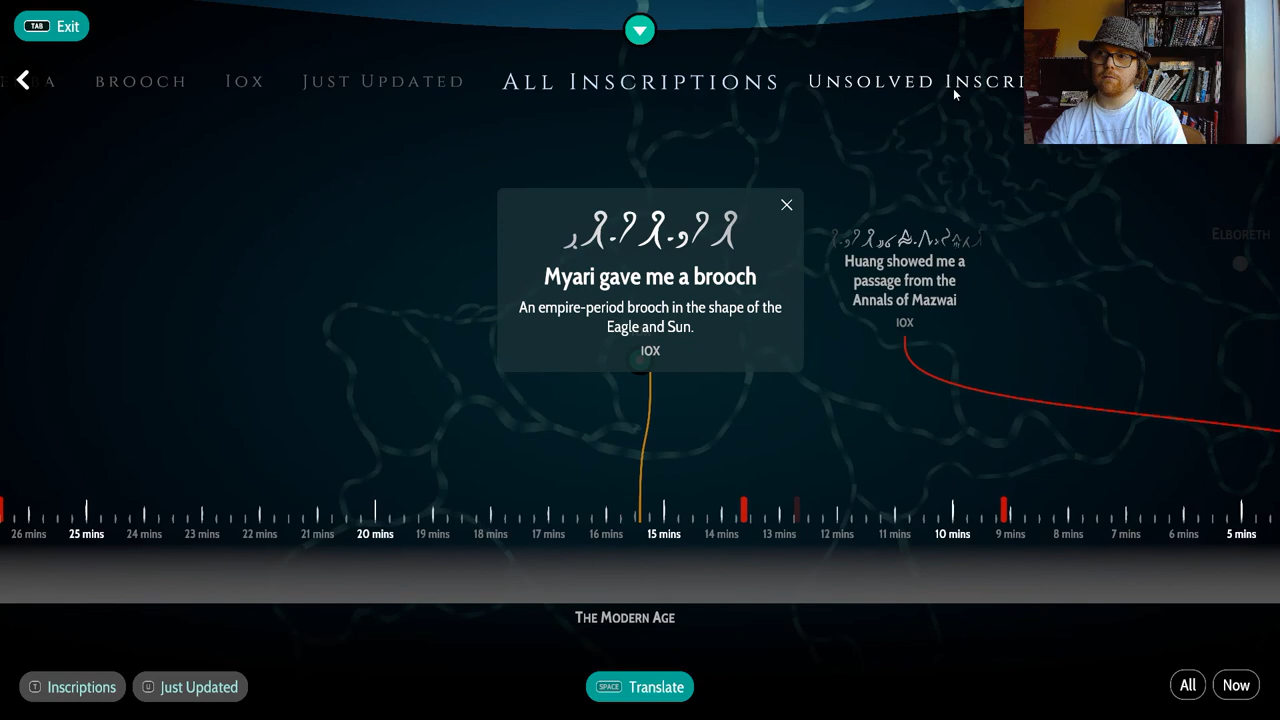 TAB Exit
BROOCH IOX JUST UPDATED ALL INSCRIPTIONS UNSOLVED INSCRI
Myari gave me a brooch
An empire-period brooch in the shape of the
Eagle and Sun.
IOX
Huang showed me a
passage from the
Annals of Mazwai
IOX
ELBORETH
26 mins 25 mins 24 mins 23 mins 22 mins 21 mins 20 mins 19 mins 18 mins 17 mins 16 mins 15 mins 14 mins 13 mins 12 mins 11 mins 10 mins 9 mins 8 mins 7 mins 6 mins 5 mins
THE MODERN AGE
T Inscriptions U Just Updated SPACE Translate All Now